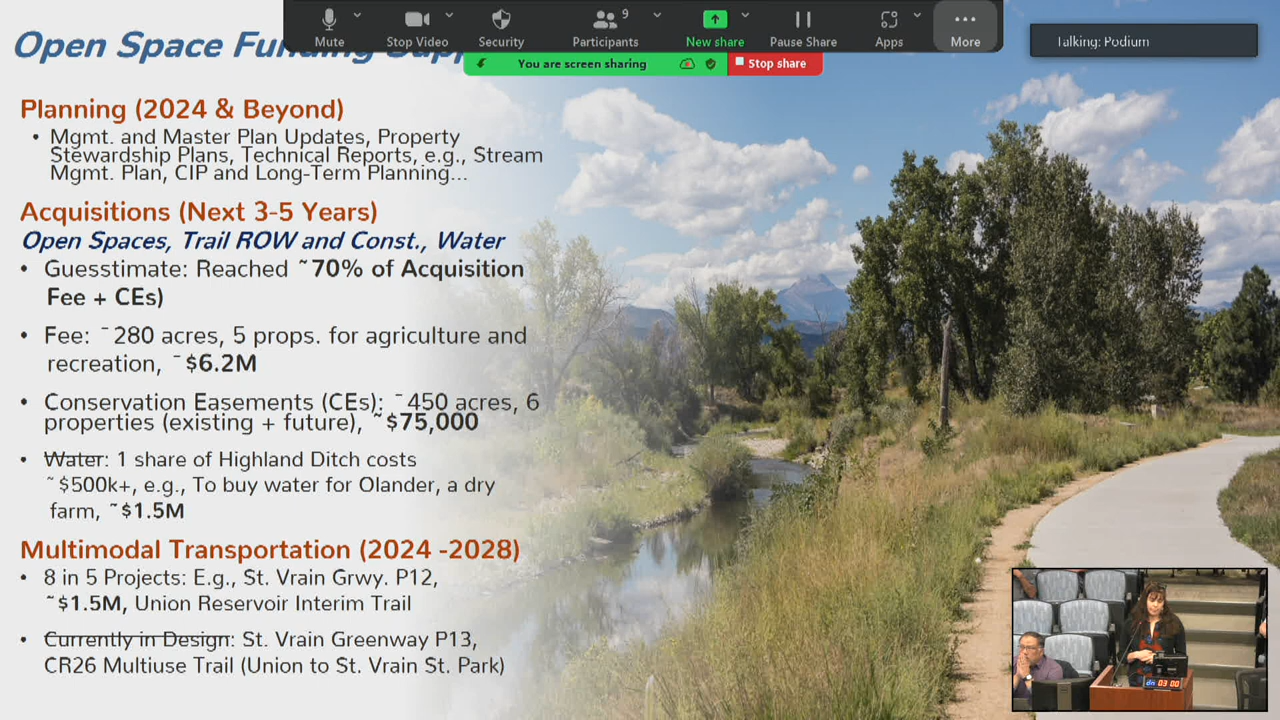 Mute
Stop Video
Security
Participants
9
New share
Pause Share
Apps
More
Talking: Podium
You are screen sharing
Stop share
Open Space Funding
Planning (2024 & Beyond)
• Mgmt. and Master Plan Updates, Property
Stewardship Plans, Technical Reports, e.g., Stream
Mgmt. Plan, CIP and Long-Term Planning...
Acquisitions (Next 3-5 Years)
Open Spaces, Trail ROW and Const., Water
• Guesstimate: Reached ~70% of Acquisition
Fee + CEs)
• Fee: ~280 acres, 5 props. for agriculture and
recreation, ~$6.2M
• Conservation Easements (CEs): ~450 acres, 6
properties (existing + future), ~$75,000
• Water: 1 share of Highland Ditch costs
~$500k+, e.g., To buy water for Olander, a dry
farm, ~$1.5M
Multimodal Transportation (2024 -2028)
• 8 in 5 Projects: E.g., St. Vrain Grwy. P12,
~$1.5M, Union Reservoir Interim Trail
• Currently in Design: St. Vrain Greenway P13,
CR26 Multiuse Trail (Union to St. Vrain St. Park)
03 00